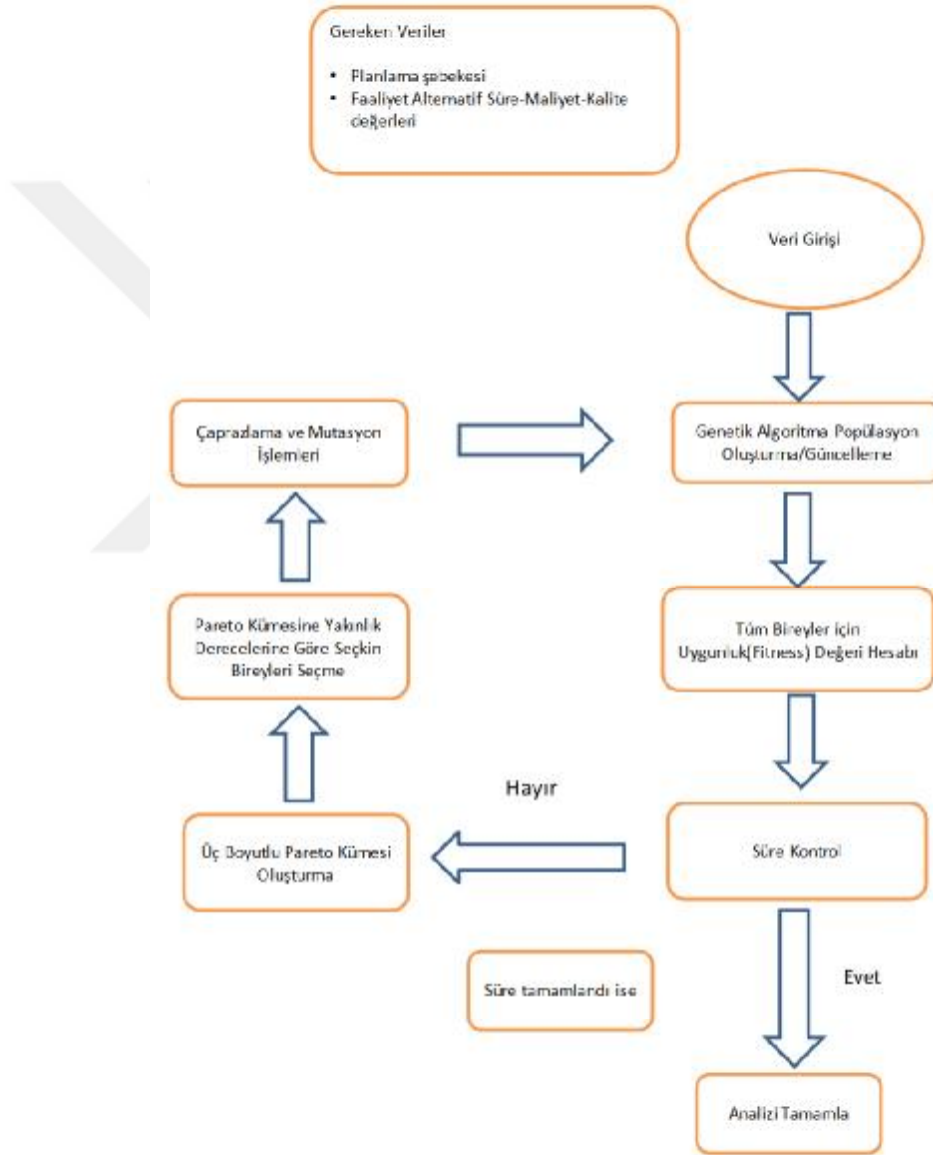 Gereken Veriler
• Planlama şebekesi
• Faaliyet Alternatif Süre-Maliyet-Kalite
değerleri
Veri Girişi
Genetik Algoritma Popülasyon
Oluşturma/Güncelleme
Tüm Bireyler için
Uygunluk(Fitness) Değeri Hesabı
Süre Kontrol
Hayır
Üç Boyutlu Pareto Kümesi
Oluşturma
Pareto Kümesine Yakınlık
Derecelerine Göre Seçkin
Bireyleri Seçme
Çaprazlama ve Mutasyon
İşlemleri
Süre tamamlandı ise
Evet
Analizi Tamamla